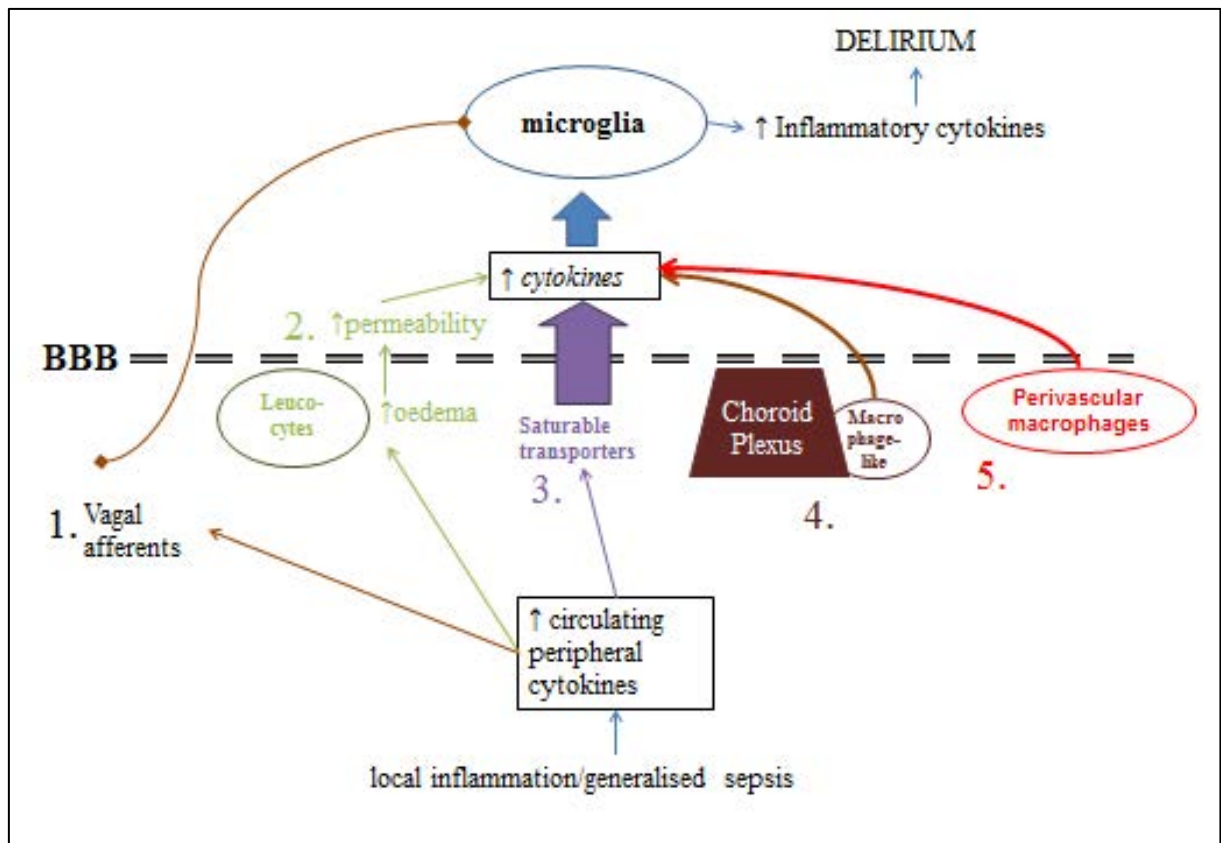 DELIRIUM
microglia
↑ Inflammatory cytokines
↑ cytokines
2. ↑permeability
BBB
Leuco-
cytes
↑oedema
Saturable
transporters
3.
Choroid
Plexus
Macro
phage-
like
4.
Perivascular
macrophages
5.
1. Vagal
afferents
↑ circulating
peripheral
cytokines
local inflammation/generalised sepsis